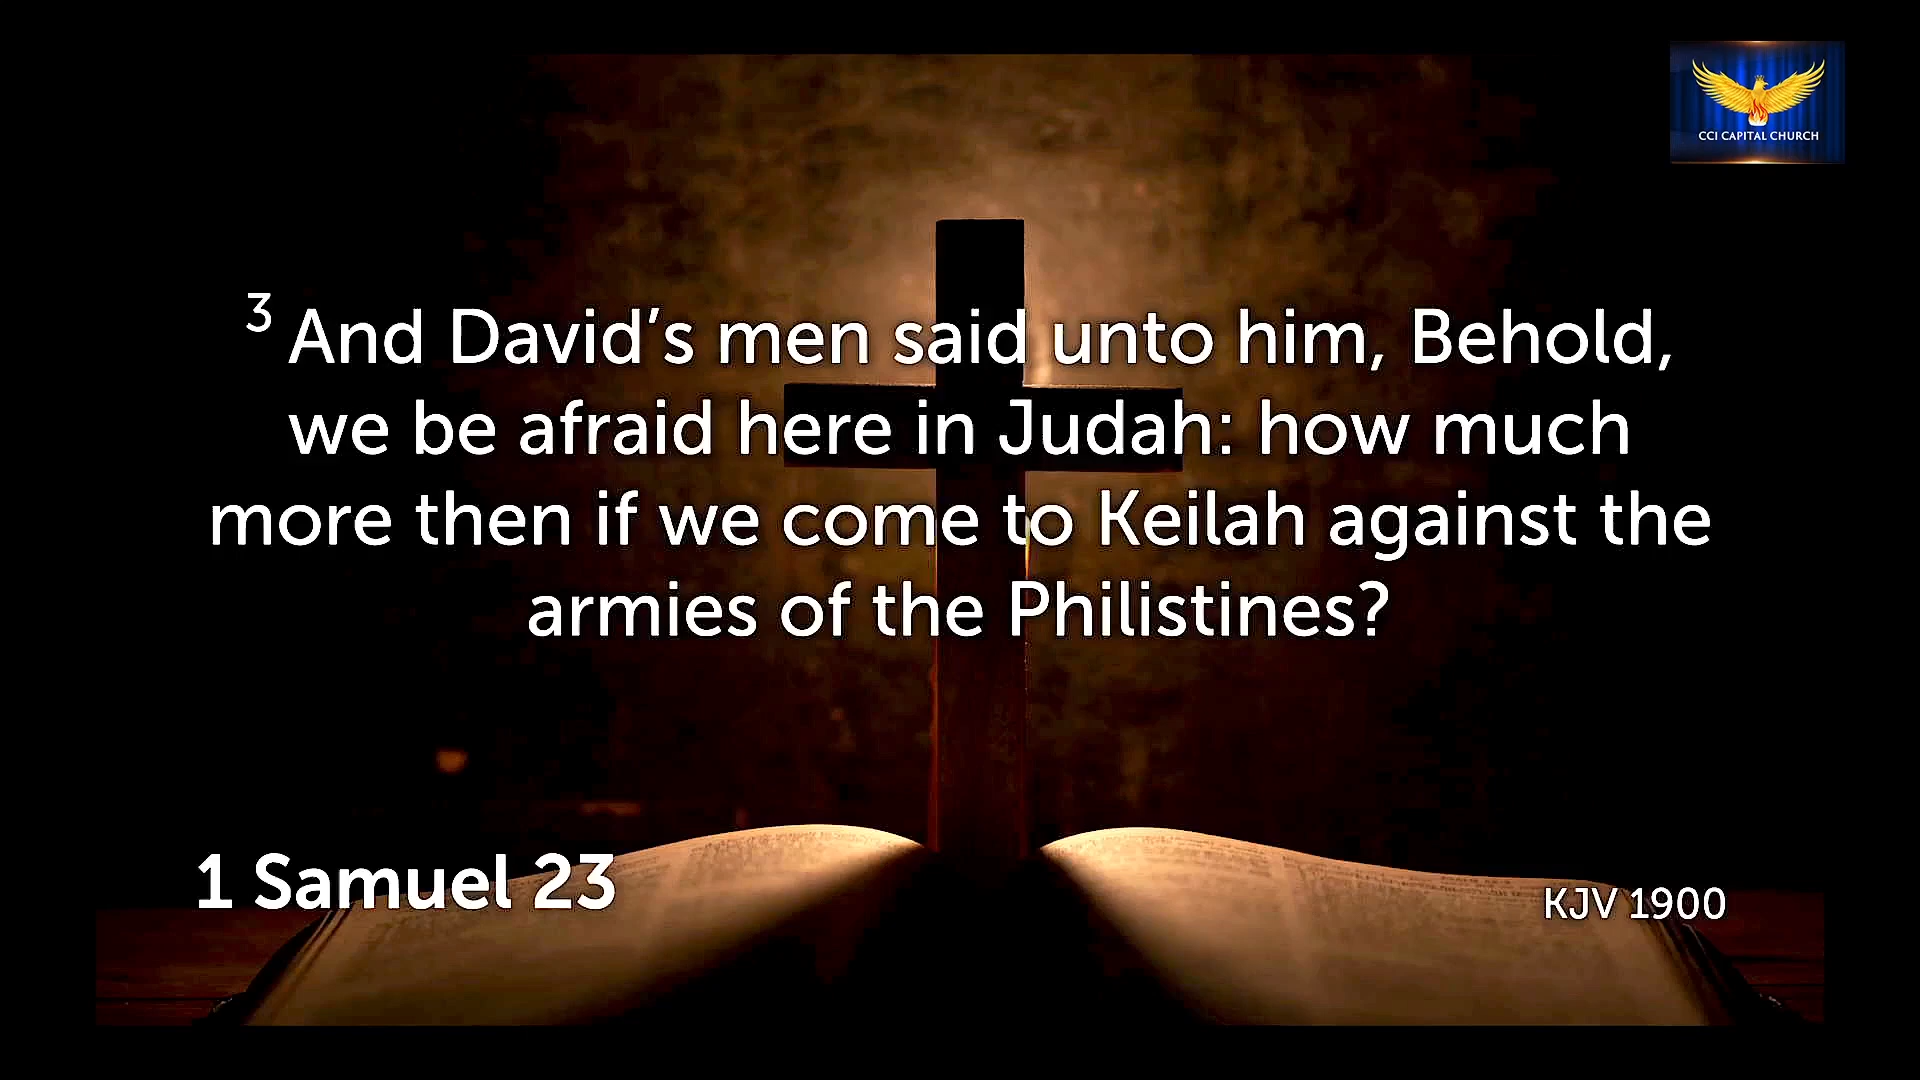 CCI CAPITAL CHURCH
3 And David’s men said unto him, Behold,
we be afraid here in Judah: how much
more then if we come to Keilah against the
armies of the Philistines?
1 Samuel 23
KJV 1900